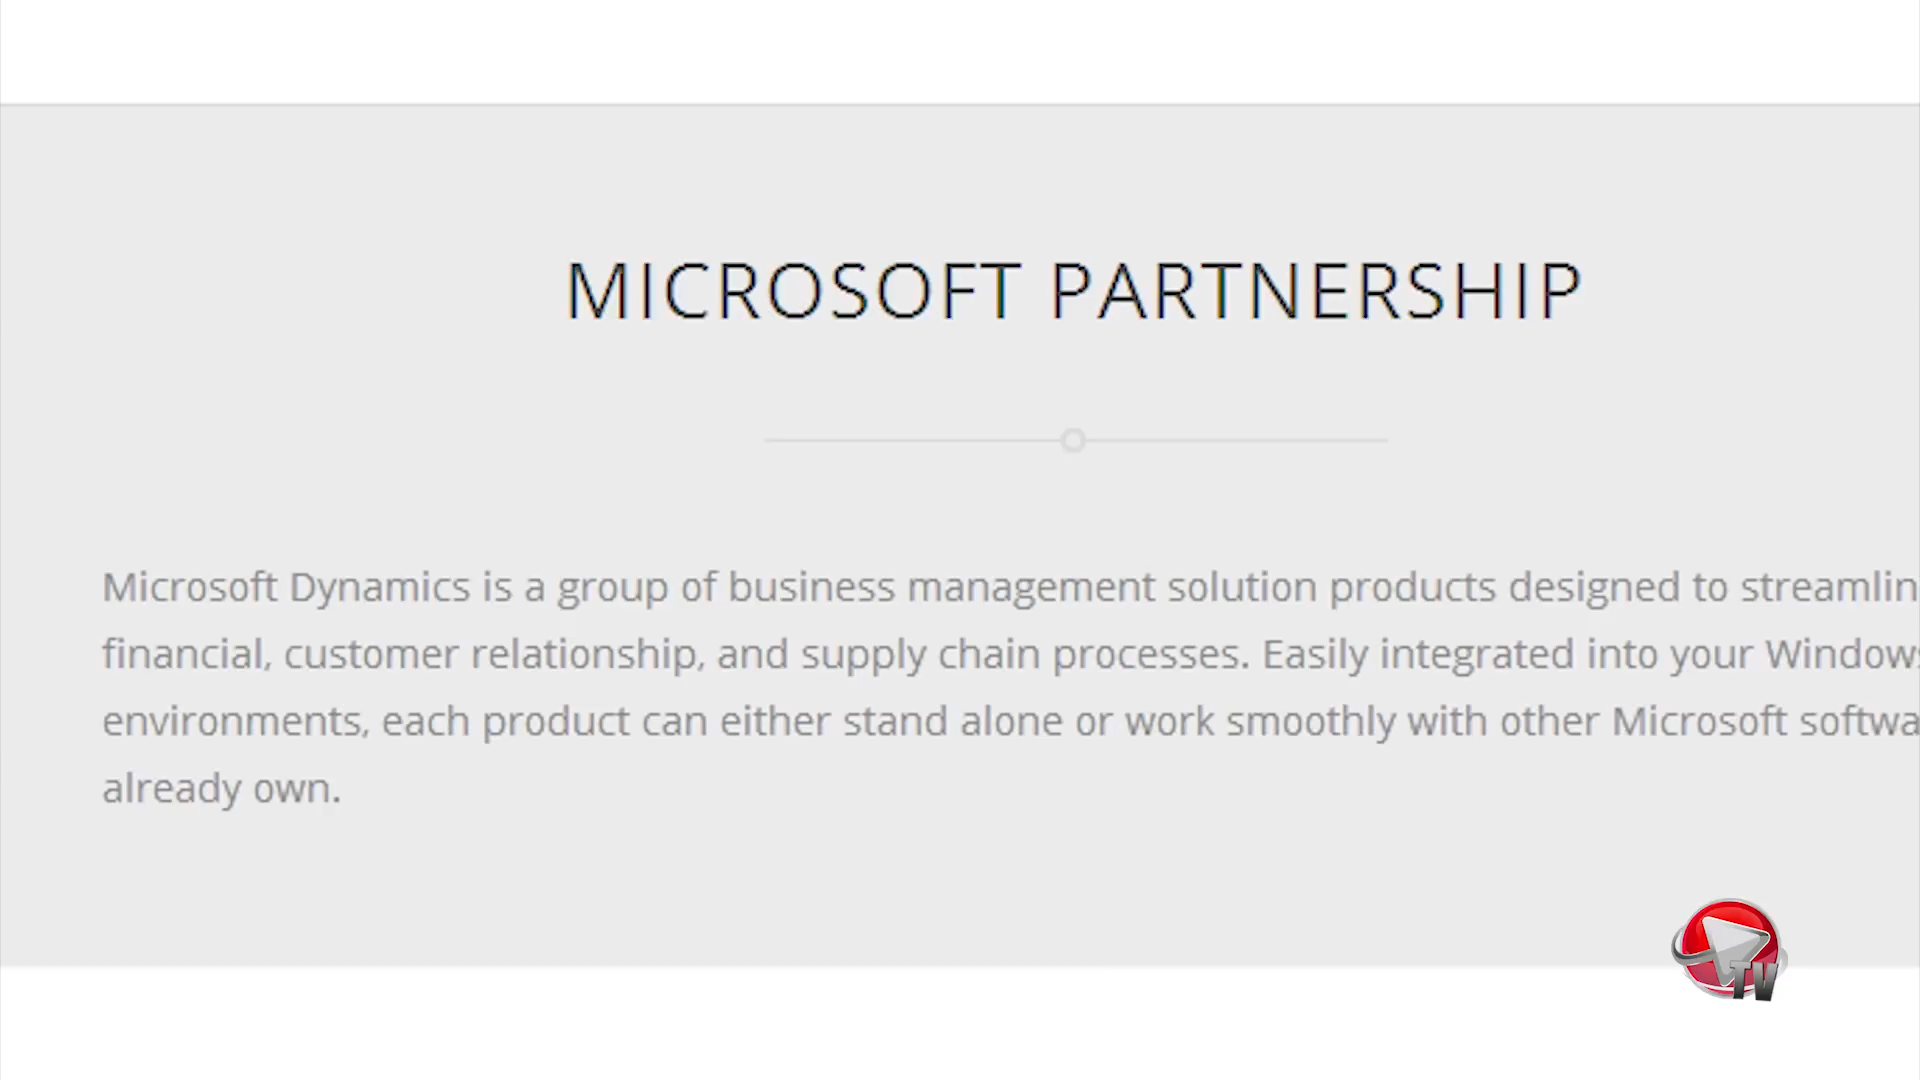 MICROSOFT PARTNERSHIP
Microsoft Dynamics is a group of business management solution products designed to streamlin
financial, customer relationship, and supply chain processes. Easily integrated into your Windows
environments, each product can either stand alone or work smoothly with other Microsoft softwa
already own.
TV